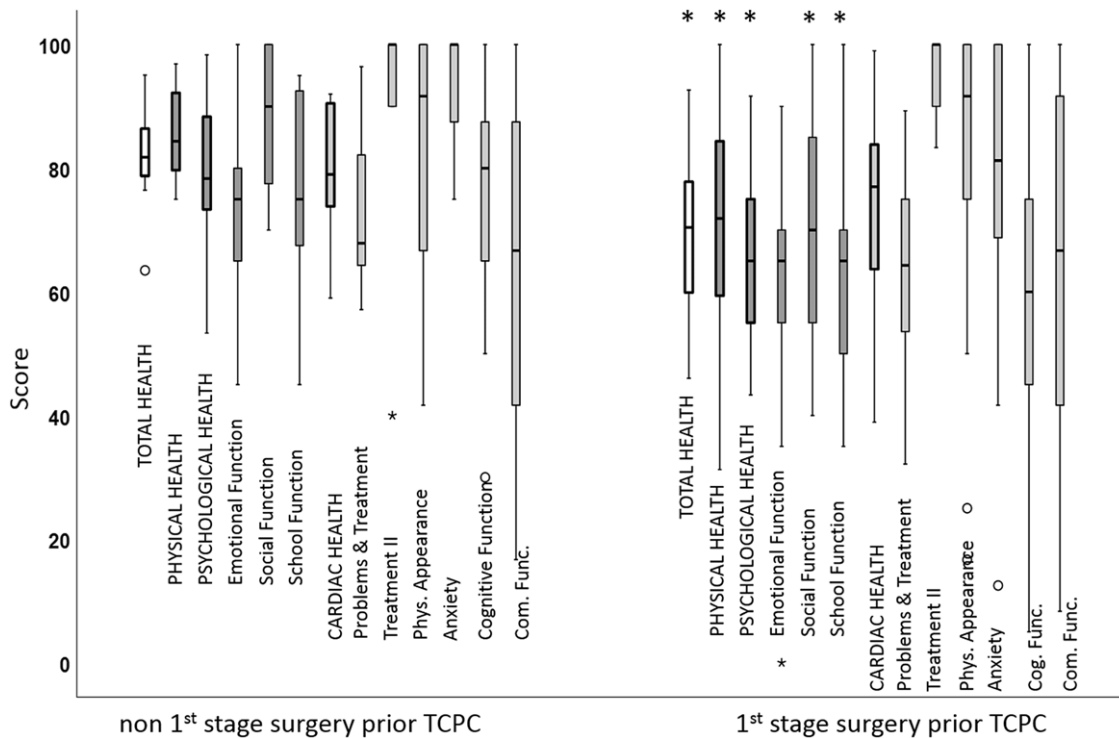 * * * * *
100
80
60
40
20
0
Score
TOTAL HEALTH
PHYSICAL HEALTH
PSYCHOLOGICAL HEALTH
Emotional Function
Social Function
School Function
CARDIAC HEALTH
Problems & Treatment
Treatment II
Phys. Appearance
Anxiety
Cognitive Function
Com. Func.
TOTAL HEALTH
PHYSICAL HEALTH
PSYCHOLOGICAL HEALTH
Emotional Function
Social Function
School Function
CARDIAC HEALTH
Problems & Treatment
Treatment II
Phys. Appearance
Anxiety
Cog. Func.
Com. Func.
non 1st stage surgery prior TCPC
1st stage surgery prior TCPC